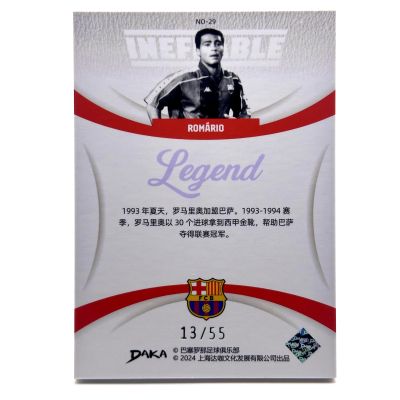 NO-29
INEFFABLE
ROMÁRIO
Legend
1993 年夏天，罗马里奥加盟巴萨。1993-1994 赛
季，罗马里奥以 30 个进球拿到西甲金靴，帮助巴萨
夺得联赛冠军。
FCB
13/55
DAKA
© 巴塞罗那足球俱乐部
© 2024 上海达咖文化发展有限公司出品